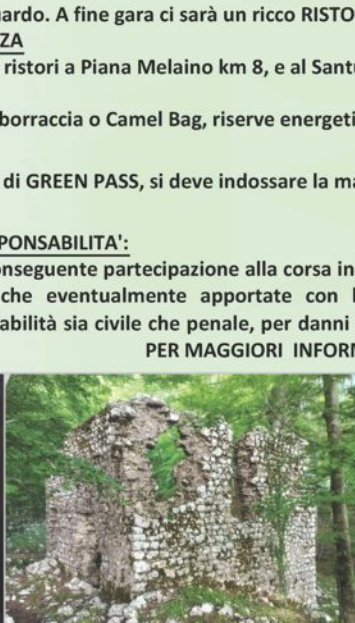 uardo. A fine gara ci sarà un ricco RISTO
ZA
ristori a Piana Melaino km 8, e al Santu
borraccia o Camel Bag, riserve energeti
di GREEN PASS, si deve indossare la ma
PONSABILITA':
onseguente partecipazione alla corsa in
che eventualmente apportate con l
abilità sia civile che penale, per danni
PER MAGGIORI INFORM